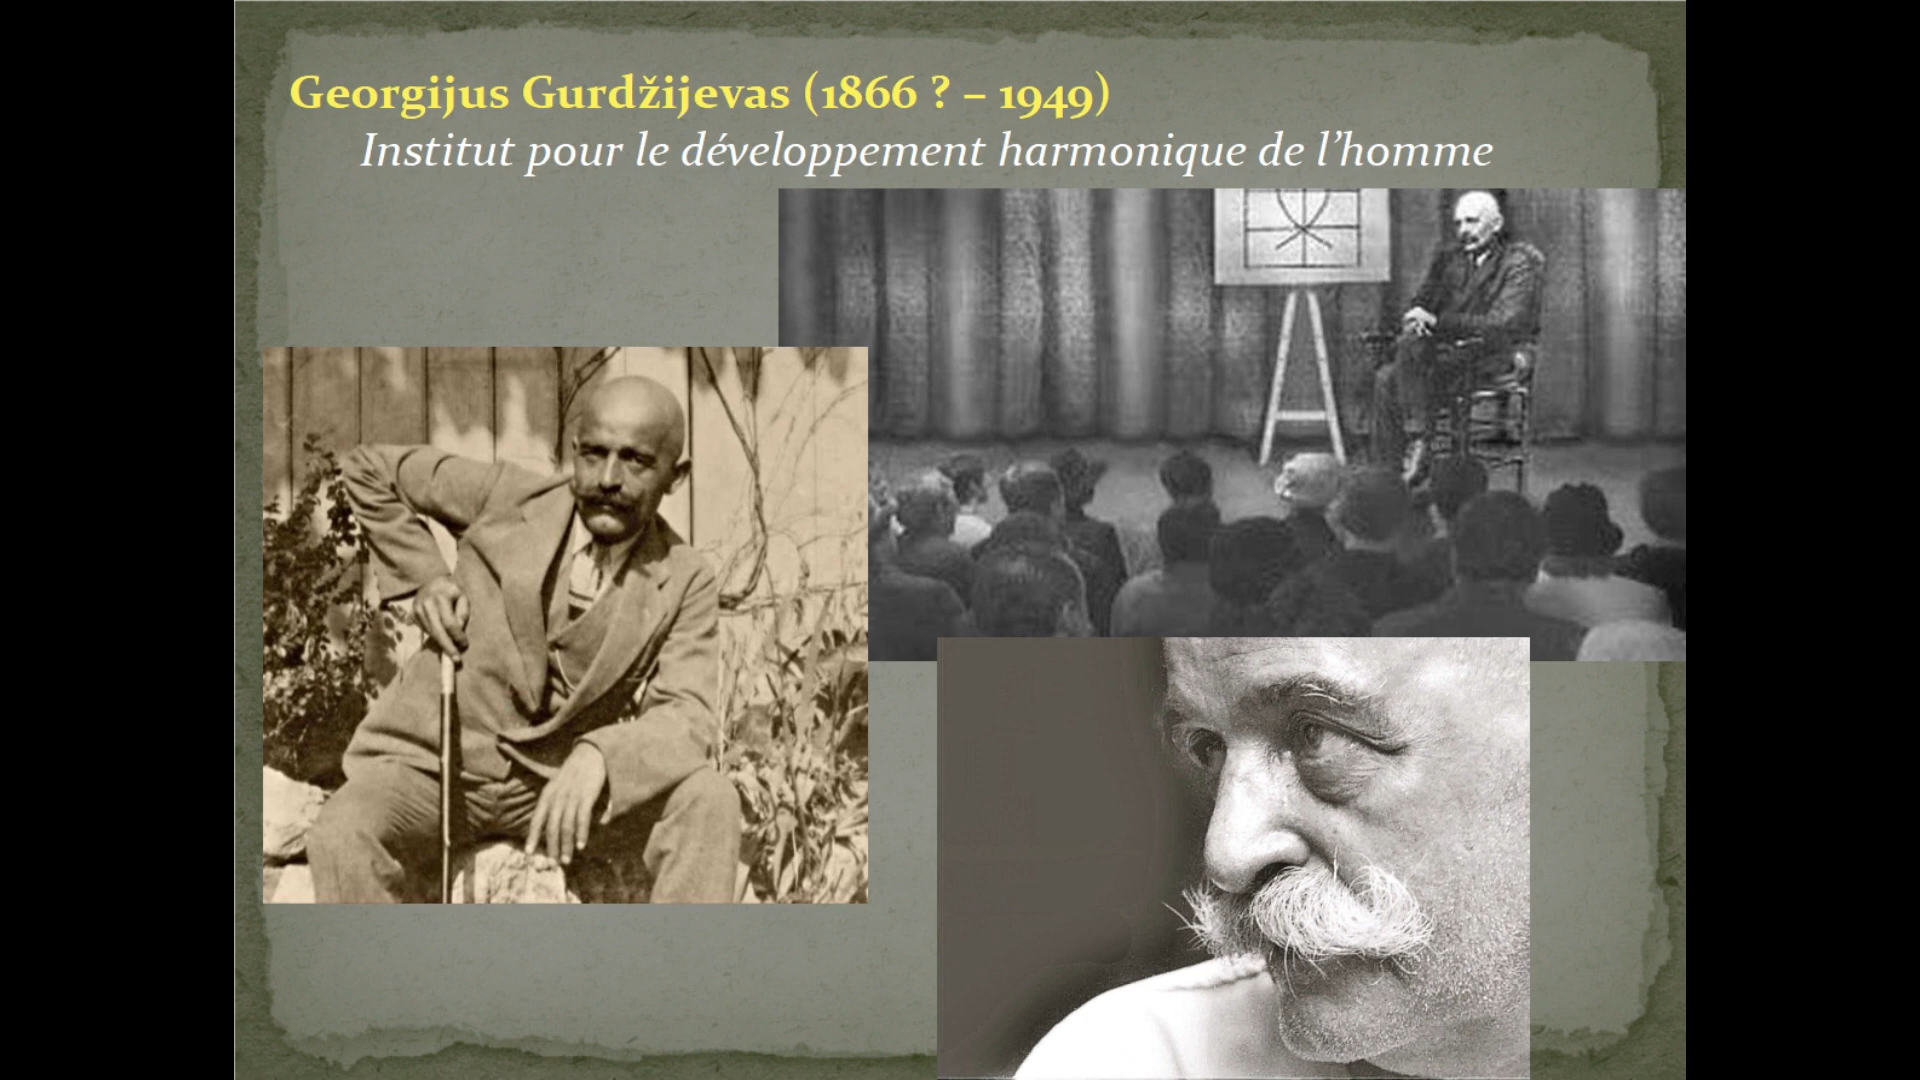 Georgijus Gurdžijevas (1866 ? – 1949)
Institut pour le développement harmonique de l’homme